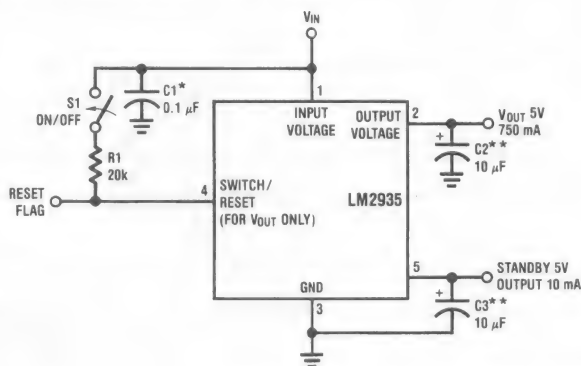 VIN
S1
ON/OFF
C1*
0.1 µF
R1
20k
RESET
FLAG
1
INPUT
VOLTAGE
OUTPUT
VOLTAGE
2
+
VOUT 5V
750 mA
C2**
10 µF
4
SWITCH/
RESET
(FOR VOUT ONLY)
LM2935
GND
3
5
+
STANDBY 5V
OUTPUT 10 mA
C3**
10 µF